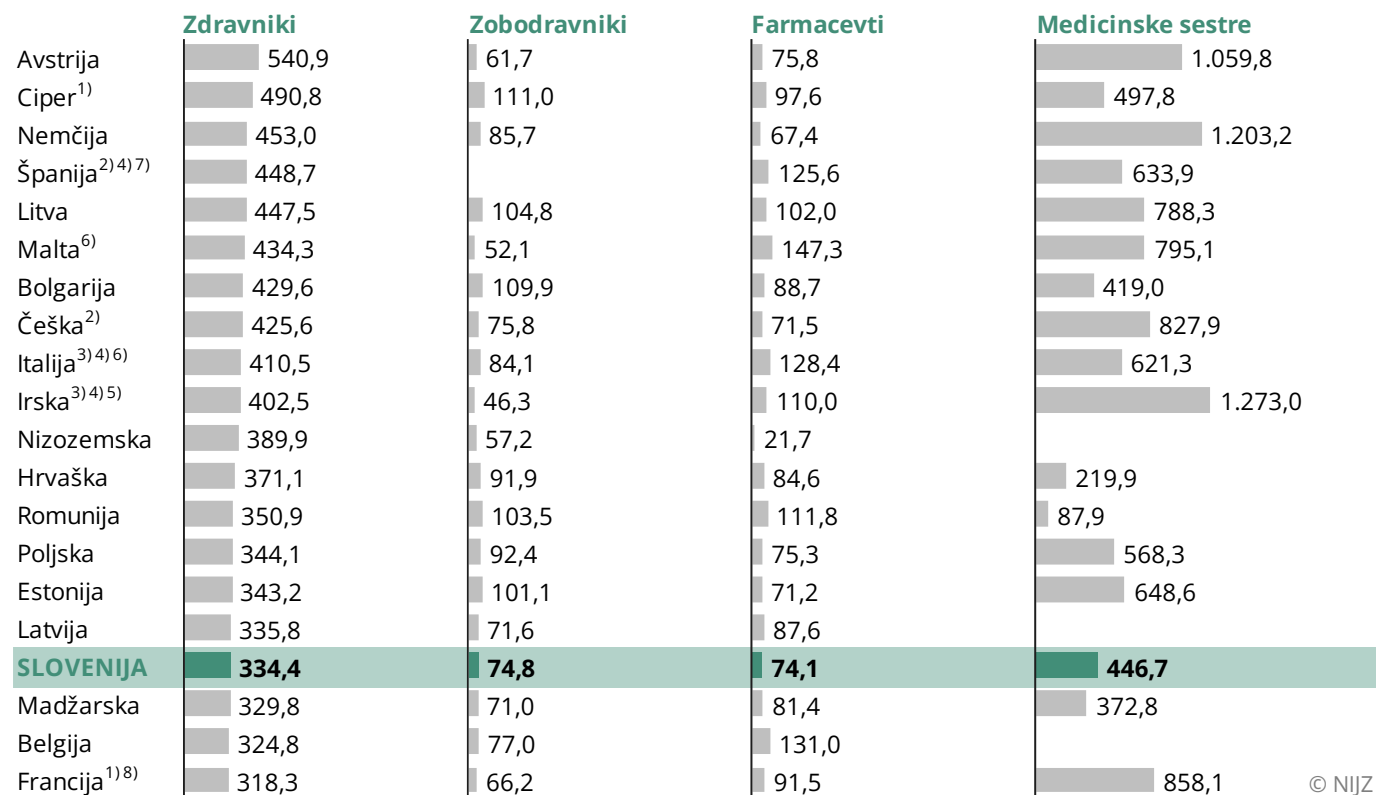 Zdravniki Zobodravniki Farmacevti Medicinske sestre
Avstrija 540,9 61,7 75,8 1.059,8
Ciper1) 490,8 111,0 97,6 497,8
Nemčija 453,0 85,7 67,4 1.203,2
Španija2) 4) 7) 448,7 125,6 633,9
Litva 447,5 104,8 102,0 788,3
Malta6) 434,3 52,1 147,3 795,1
Bolgarija 429,6 109,9 88,7 419,0
Češka2) 425,6 75,8 71,5 827,9
Italija3) 4) 6) 410,5 84,1 128,4 621,3
Irska3) 4) 5) 402,5 46,3 110,0 1.273,0
Nizozemska 389,9 57,2 21,7
Hrvaška 371,1 91,9 84,6 219,9
Romunija 350,9 103,5 111,8 87,9
Poljska 344,1 92,4 75,3 568,3
Estonija 343,2 101,1 71,2 648,6
Latvija 335,8 71,6 87,6
SLOVENIJA 334,4 74,8 74,1 446,7
Madžarska 329,8 71,0 81,4 372,8
Belgija 324,8 77,0 131,0
Francija1) 8) 318,3 66,2 91,5 858,1 © NIJZ